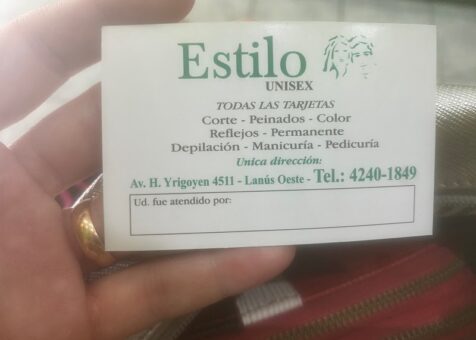 Estilo
UNISEX
TODAS LAS TARJETAS
Corte - Peinados - Color
Reflejos - Permanente
Depilación - Manicuría - Pedicuría
Unica dirección:
Av. H. Yrigoyen 4511 - Lanús Oeste - Tel.: 4240-1849
Ud. fue atendido por: